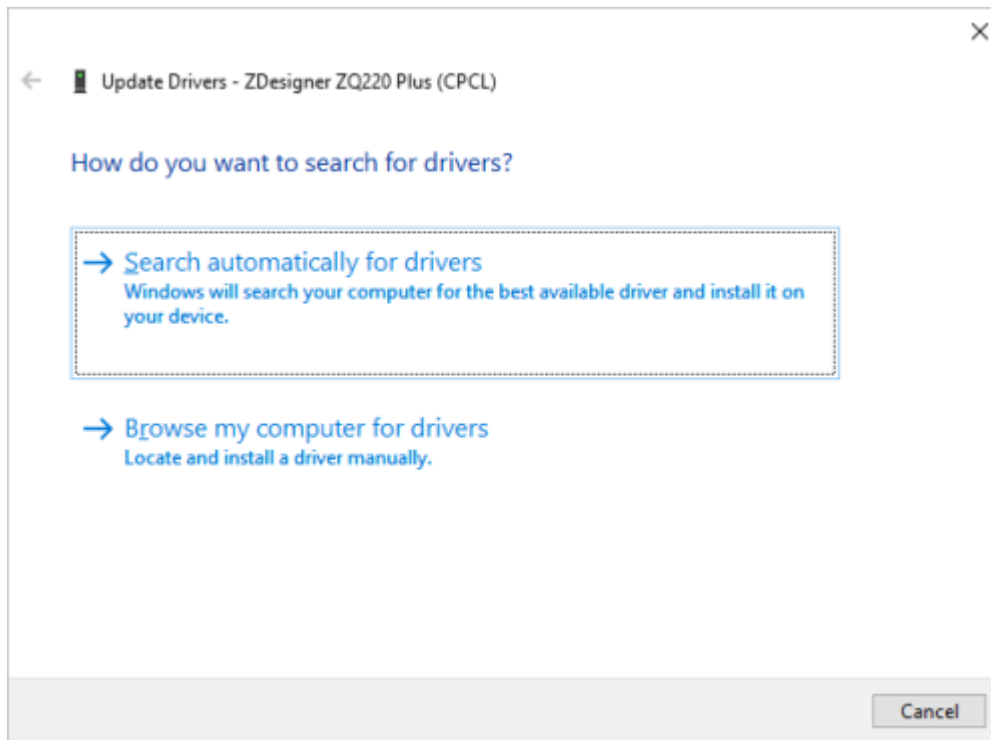 Update Drivers - ZDesigner ZQ220 Plus (CPCL)
How do you want to search for drivers?
Search automatically for drivers
Windows will search your computer for the best available driver and install it on
your device.
Browse my computer for drivers
Locate and install a driver manually.
Cancel